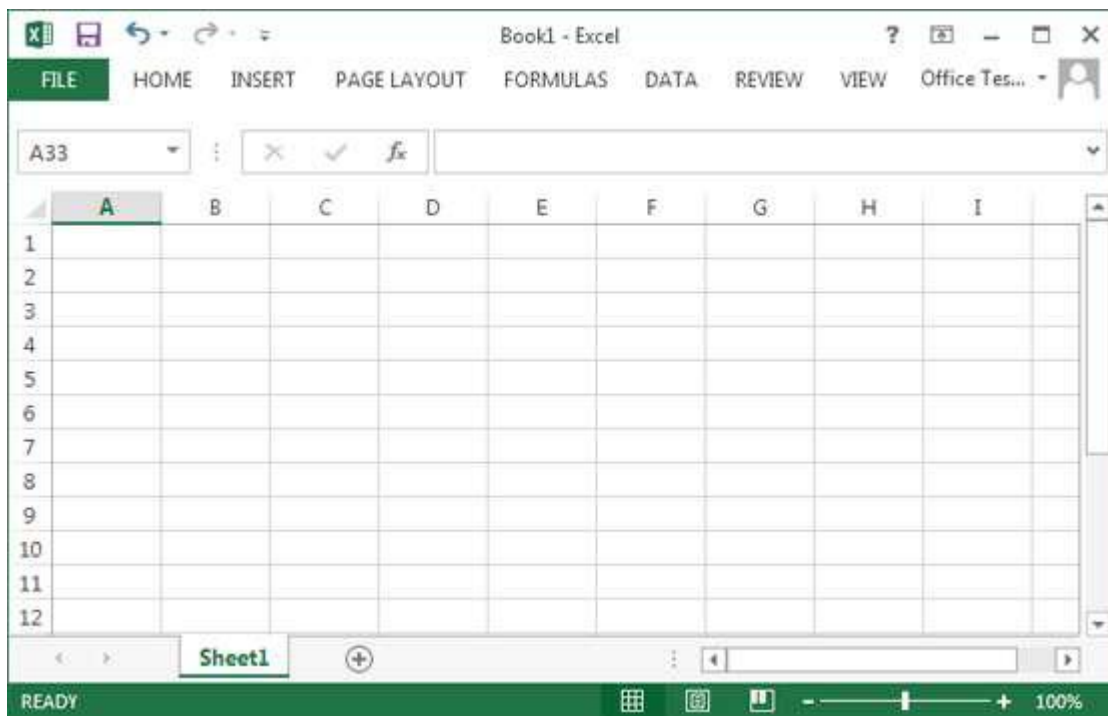 Book1 - Excel ?
FILE HOME INSERT PAGE LAYOUT FORMULAS DATA REVIEW VIEW Office Tes...
A33 fx
A B C D E F G H I
1
2
3
4
5
6
7
8
9
10
11
12
Sheet1
READY 100%